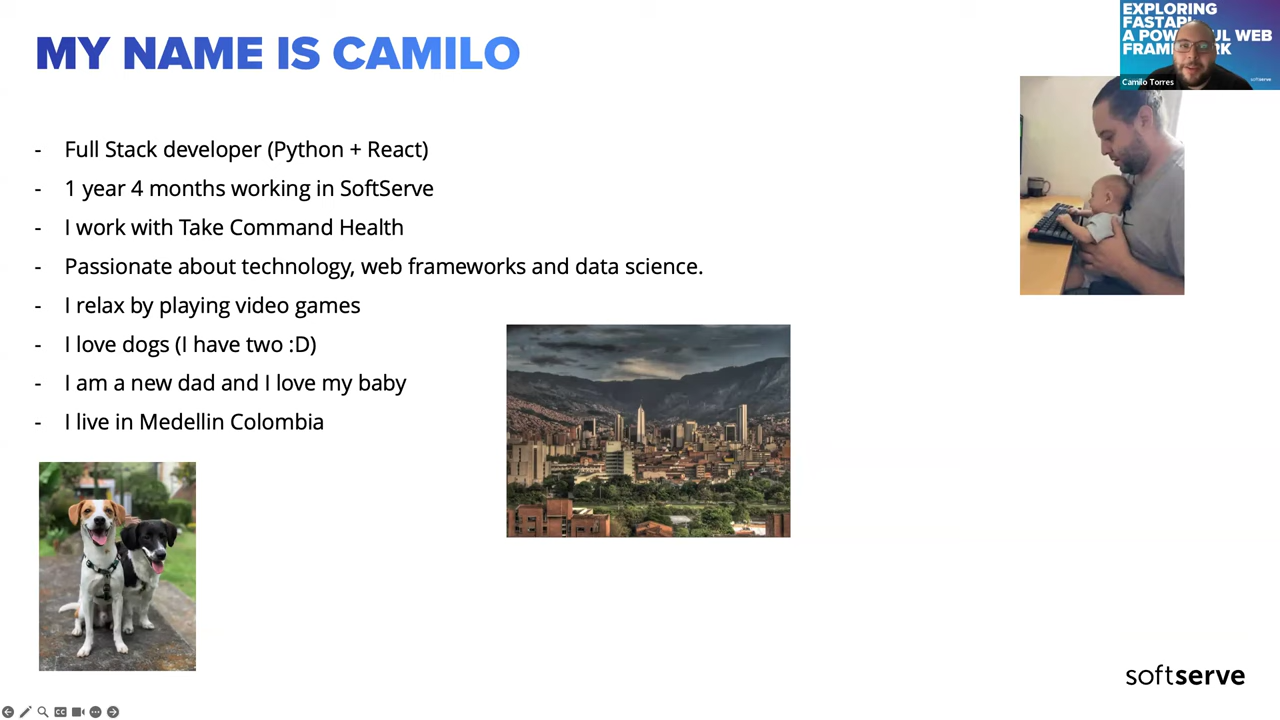 MY NAME IS CAMILO
- Full Stack developer (Python + React)
- 1 year 4 months working in SoftServe
- I work with Take Command Health
- Passionate about technology, web frameworks and data science.
- I relax by playing video games
- I love dogs (I have two :D)
- I am a new dad and I love my baby
- I live in Medellin Colombia
EXPLORING
FASTAPI
A POWERFUL WEB
FRAMEWORK
Camilo Torres
softserve
softserve
CC